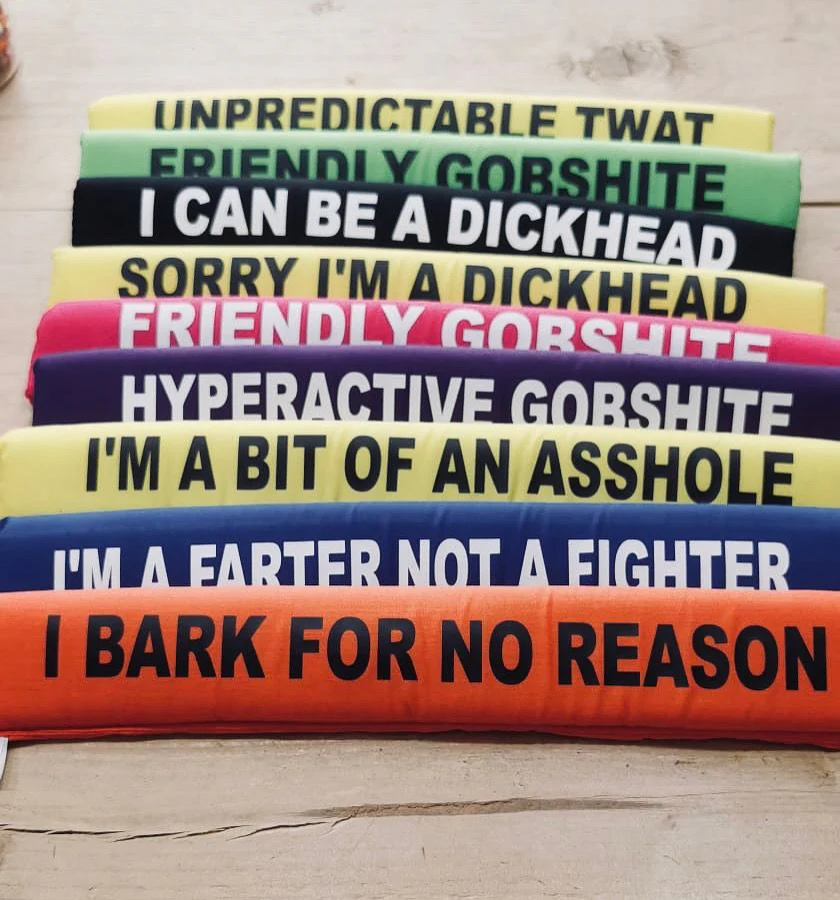 UNPREDICTABLE TWAT
FRIENDLY GOBSHITE
I CAN BE A DICKHEAD
SORRY I'M A DICKHEAD
FRIENDLY GOBSHITE
HYPERACTIVE GOBSHITE
I'M A BIT OF AN ASSHOLE
I'M A FARTER NOT A FIGHTER
I BARK FOR NO REASON